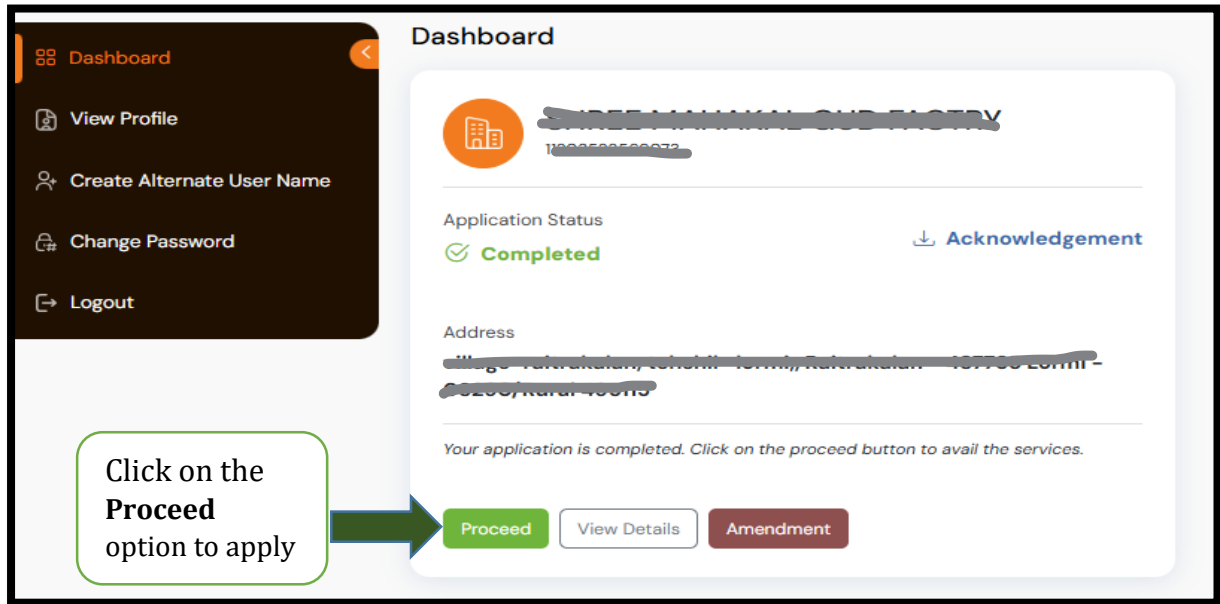 Dashboard
View Profile
Create Alternate User Name
Change Password
Logout
Dashboard
Application Status
Completed
Acknowledgement
Address
Your application is completed. Click on the proceed button to avail the services.
Click on the
Proceed
option to apply
Proceed
View Details
Amendment